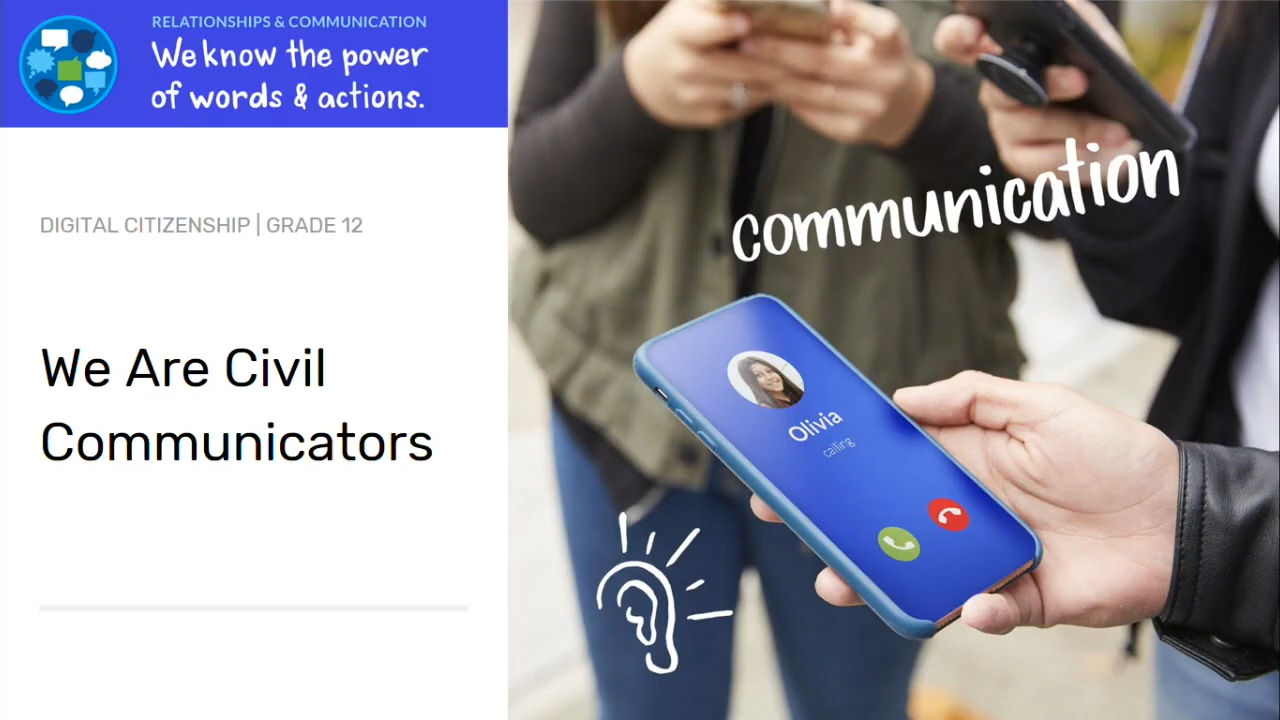 RELATIONSHIPS & COMMUNICATION
We know the power
of words & actions.
DIGITAL CITIZENSHIP | GRADE 12
We Are Civil
Communicators
communication
Olivia
calling